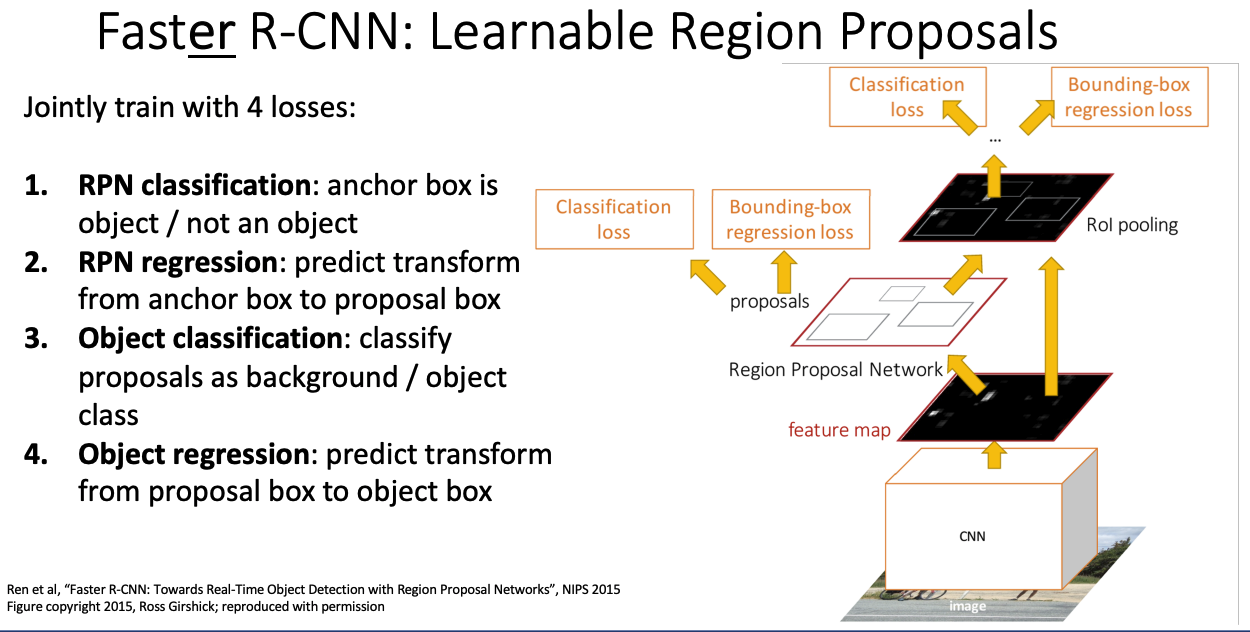 Faster R-CNN: Learnable Region Proposals
Jointly train with 4 losses:
1. RPN classification: anchor box is
object / not an object
2. RPN regression: predict transform
from anchor box to proposal box
3. Object classification: classify
proposals as background / object
class
4. Object regression: predict transform
from proposal box to object box
Classification
loss
Bounding-box
regression loss
...
Classification
loss
Bounding-box
regression loss
RoI pooling
proposals
Region Proposal Network
feature map
CNN
image
Ren et al, “Faster R-CNN: Towards Real-Time Object Detection with Region Proposal Networks”, NIPS 2015
Figure copyright 2015, Ross Girshick; reproduced with permission